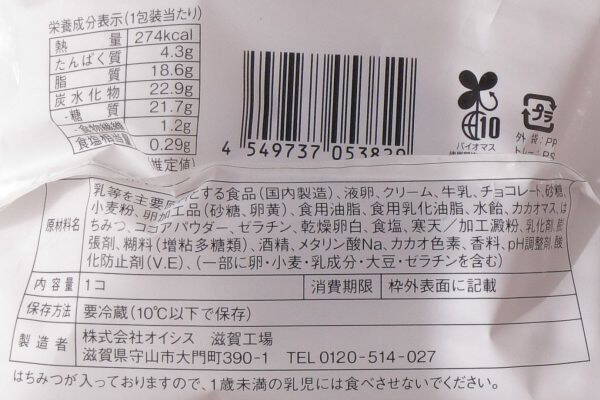 栄養成分表示(1包装当たり)
熱量 274kcal
たんぱく質 4.3g
脂質 18.6g
炭水化物 22.9g
-糖質 21.7g
-食物繊維 1.2g
食塩相当量 0.29g
(推定値)
4 549737 053829
10
バイオマス
プラ
外袋:PP
トレー:PS
原材料名
乳等を主要原料とする食品(国内製造)、液卵、クリーム、牛乳、チョコレート、砂糖、
小麦粉、卵加工品(砂糖、卵黄)、食用油脂、食用乳化油脂、水飴、カカオマス、は
ちみつ、ココアパウダー、ゼラチン、乾燥卵白、食塩、寒天/加工澱粉、乳化剤、膨
張剤、糊料(増粘多糖類)、酒精、メタリン酸Na、カカオ色素、香料、pH調整剤、酸
化防止剤(V.E)、(一部に卵・小麦・乳成分・大豆・ゼラチンを含む)
内容量 1コ 消費期限 枠外表面に記載
保存方法 要冷蔵(10℃以下で保存)
製造者 株式会社オイシス 滋賀工場
滋賀県守山市大門町390-1 TEL 0120-514-027
はちみつが入っておりますので、1歳未満の乳児には食べさせないでください。